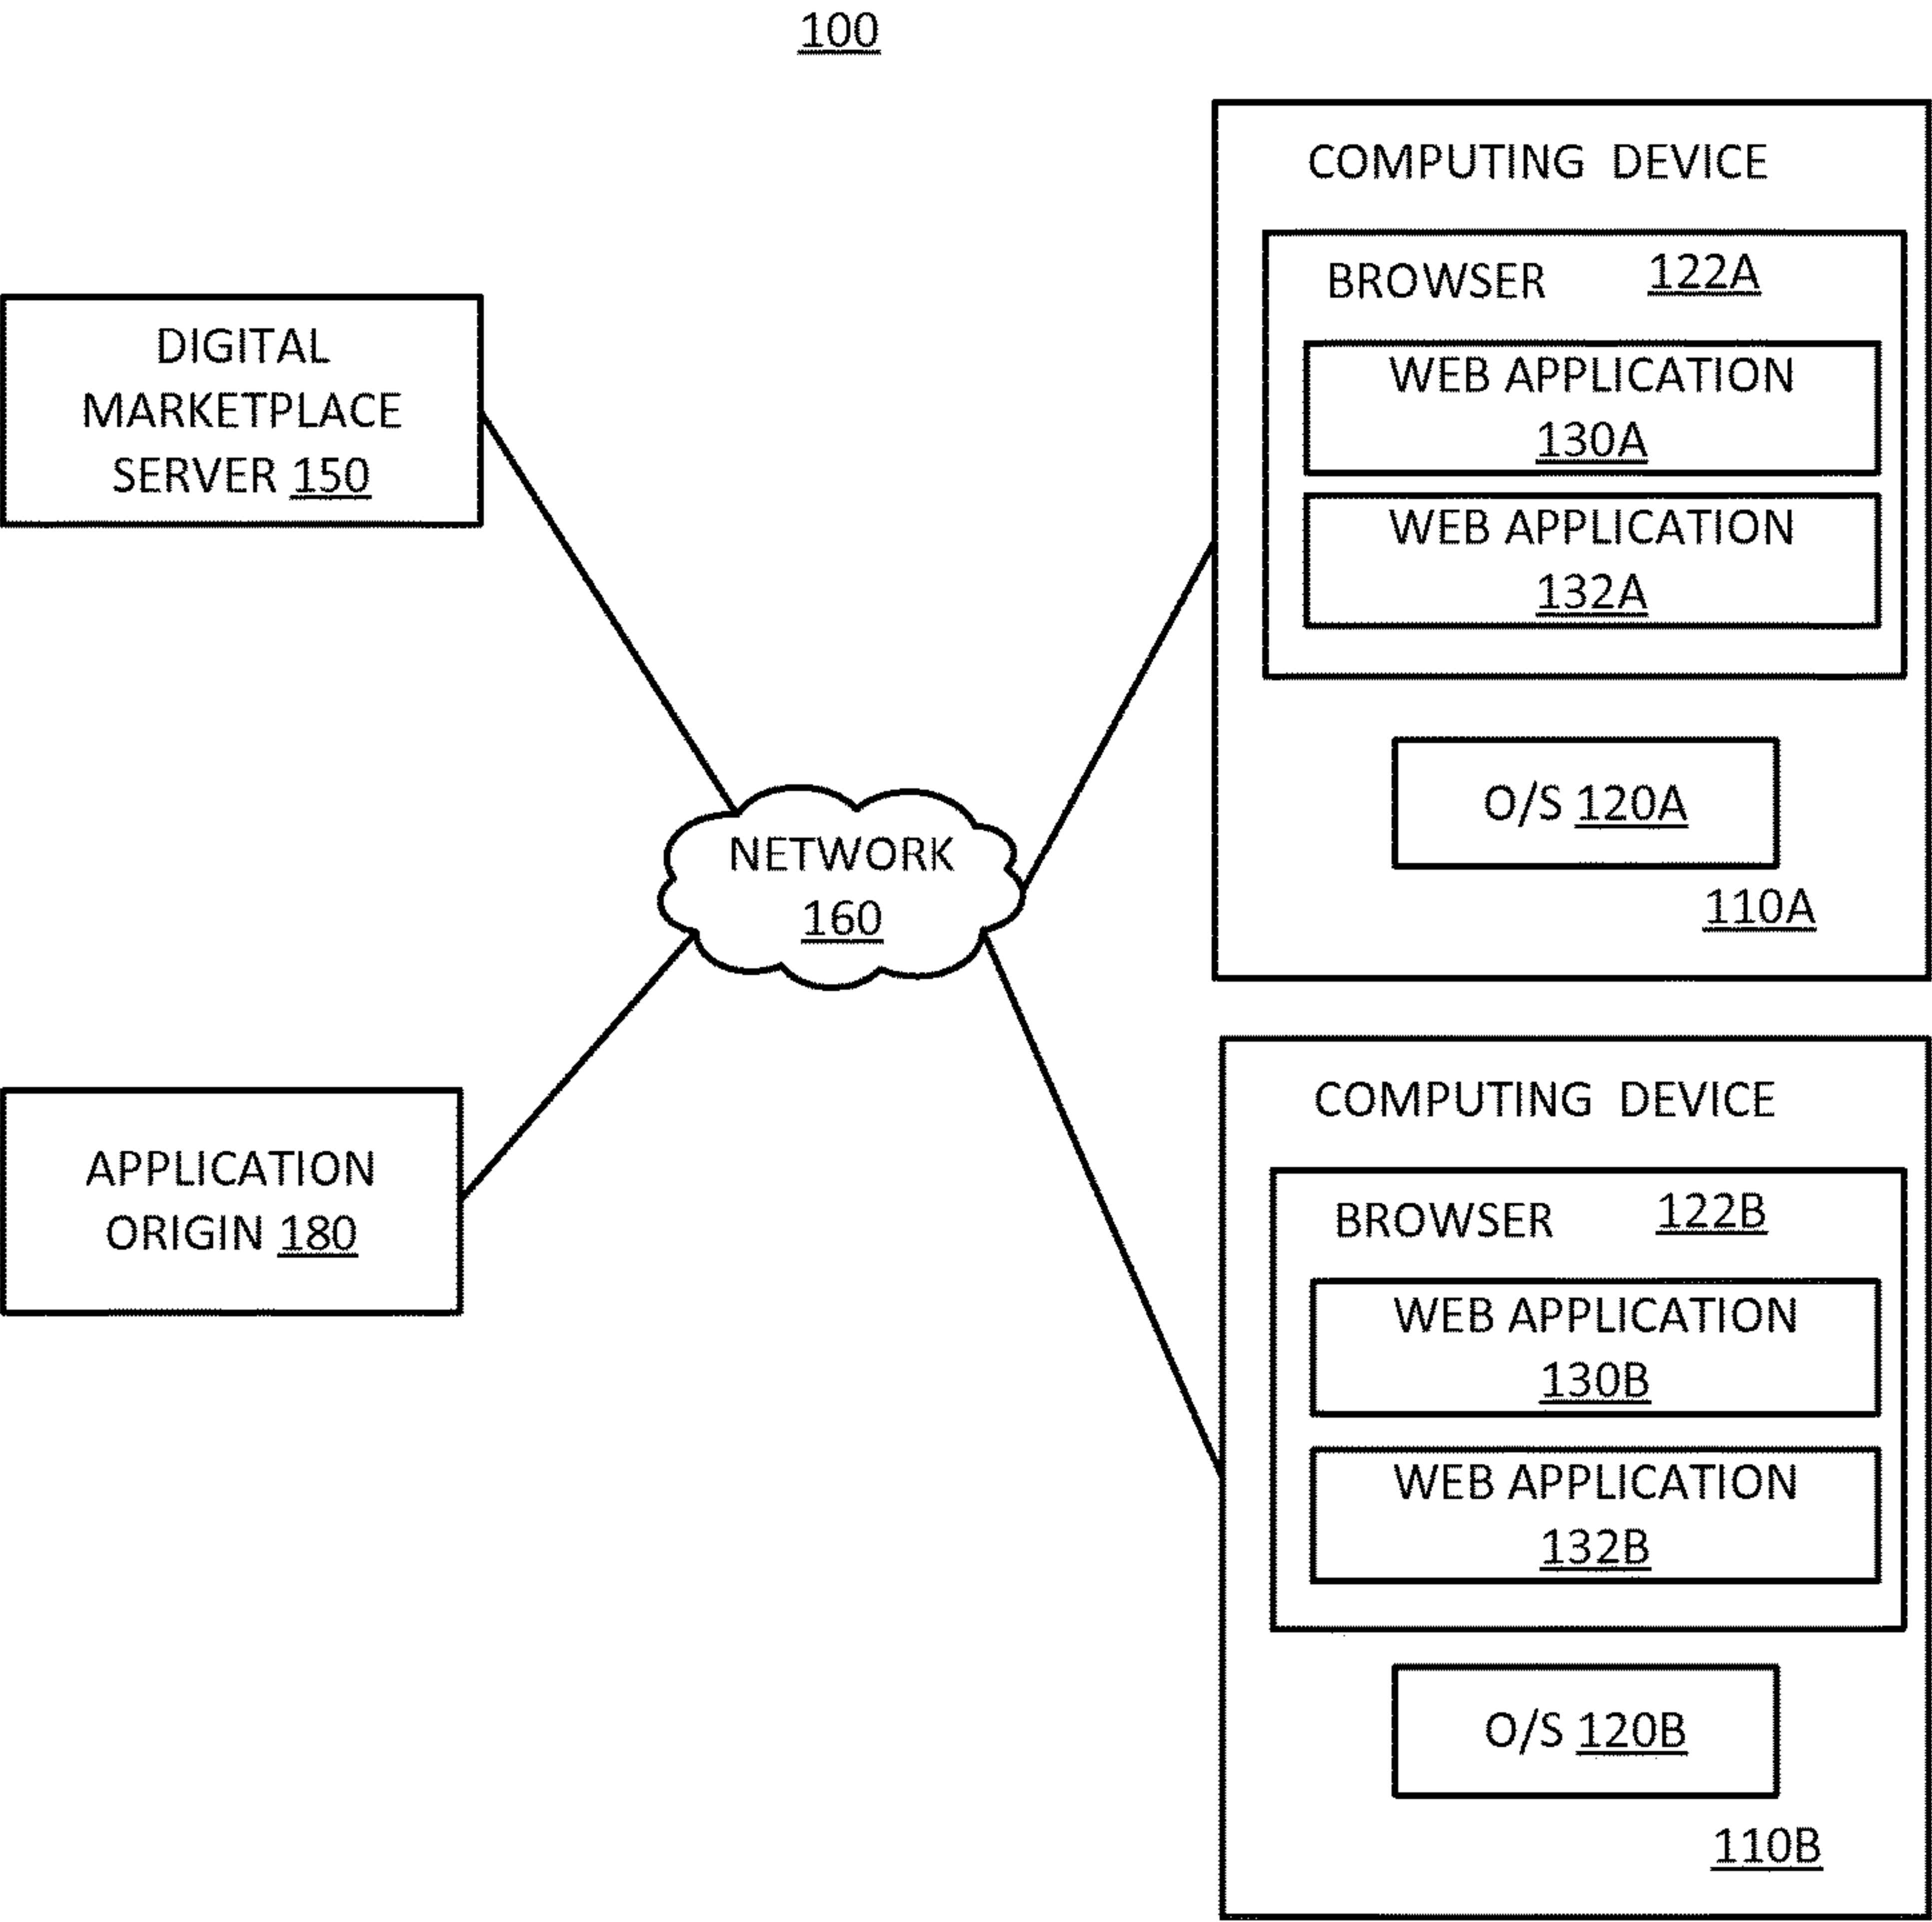 100
DIGITAL
MARKETPLACE
SERVER 150
APPLICATION
ORIGIN 180
NETWORK
160
COMPUTING DEVICE
BROWSER 122A
WEB APPLICATION
130A
WEB APPLICATION
132A
O/S 120A
110A
COMPUTING DEVICE
BROWSER 122B
WEB APPLICATION
130B
WEB APPLICATION
132B
O/S 120B
110B